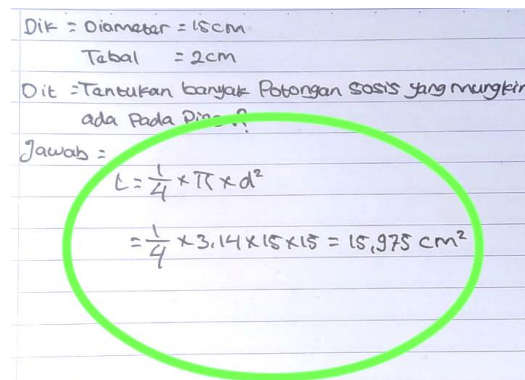 Dik = Diameter = 15cm
Tebal = 2cm
Dit = Tentukan banyak Potongan sosis yang mungkin
ada Pada
Jawab =
L = 1/4 × π × d²
= 1/4 × 3,14 × 15 × 15 = 15,975 cm²